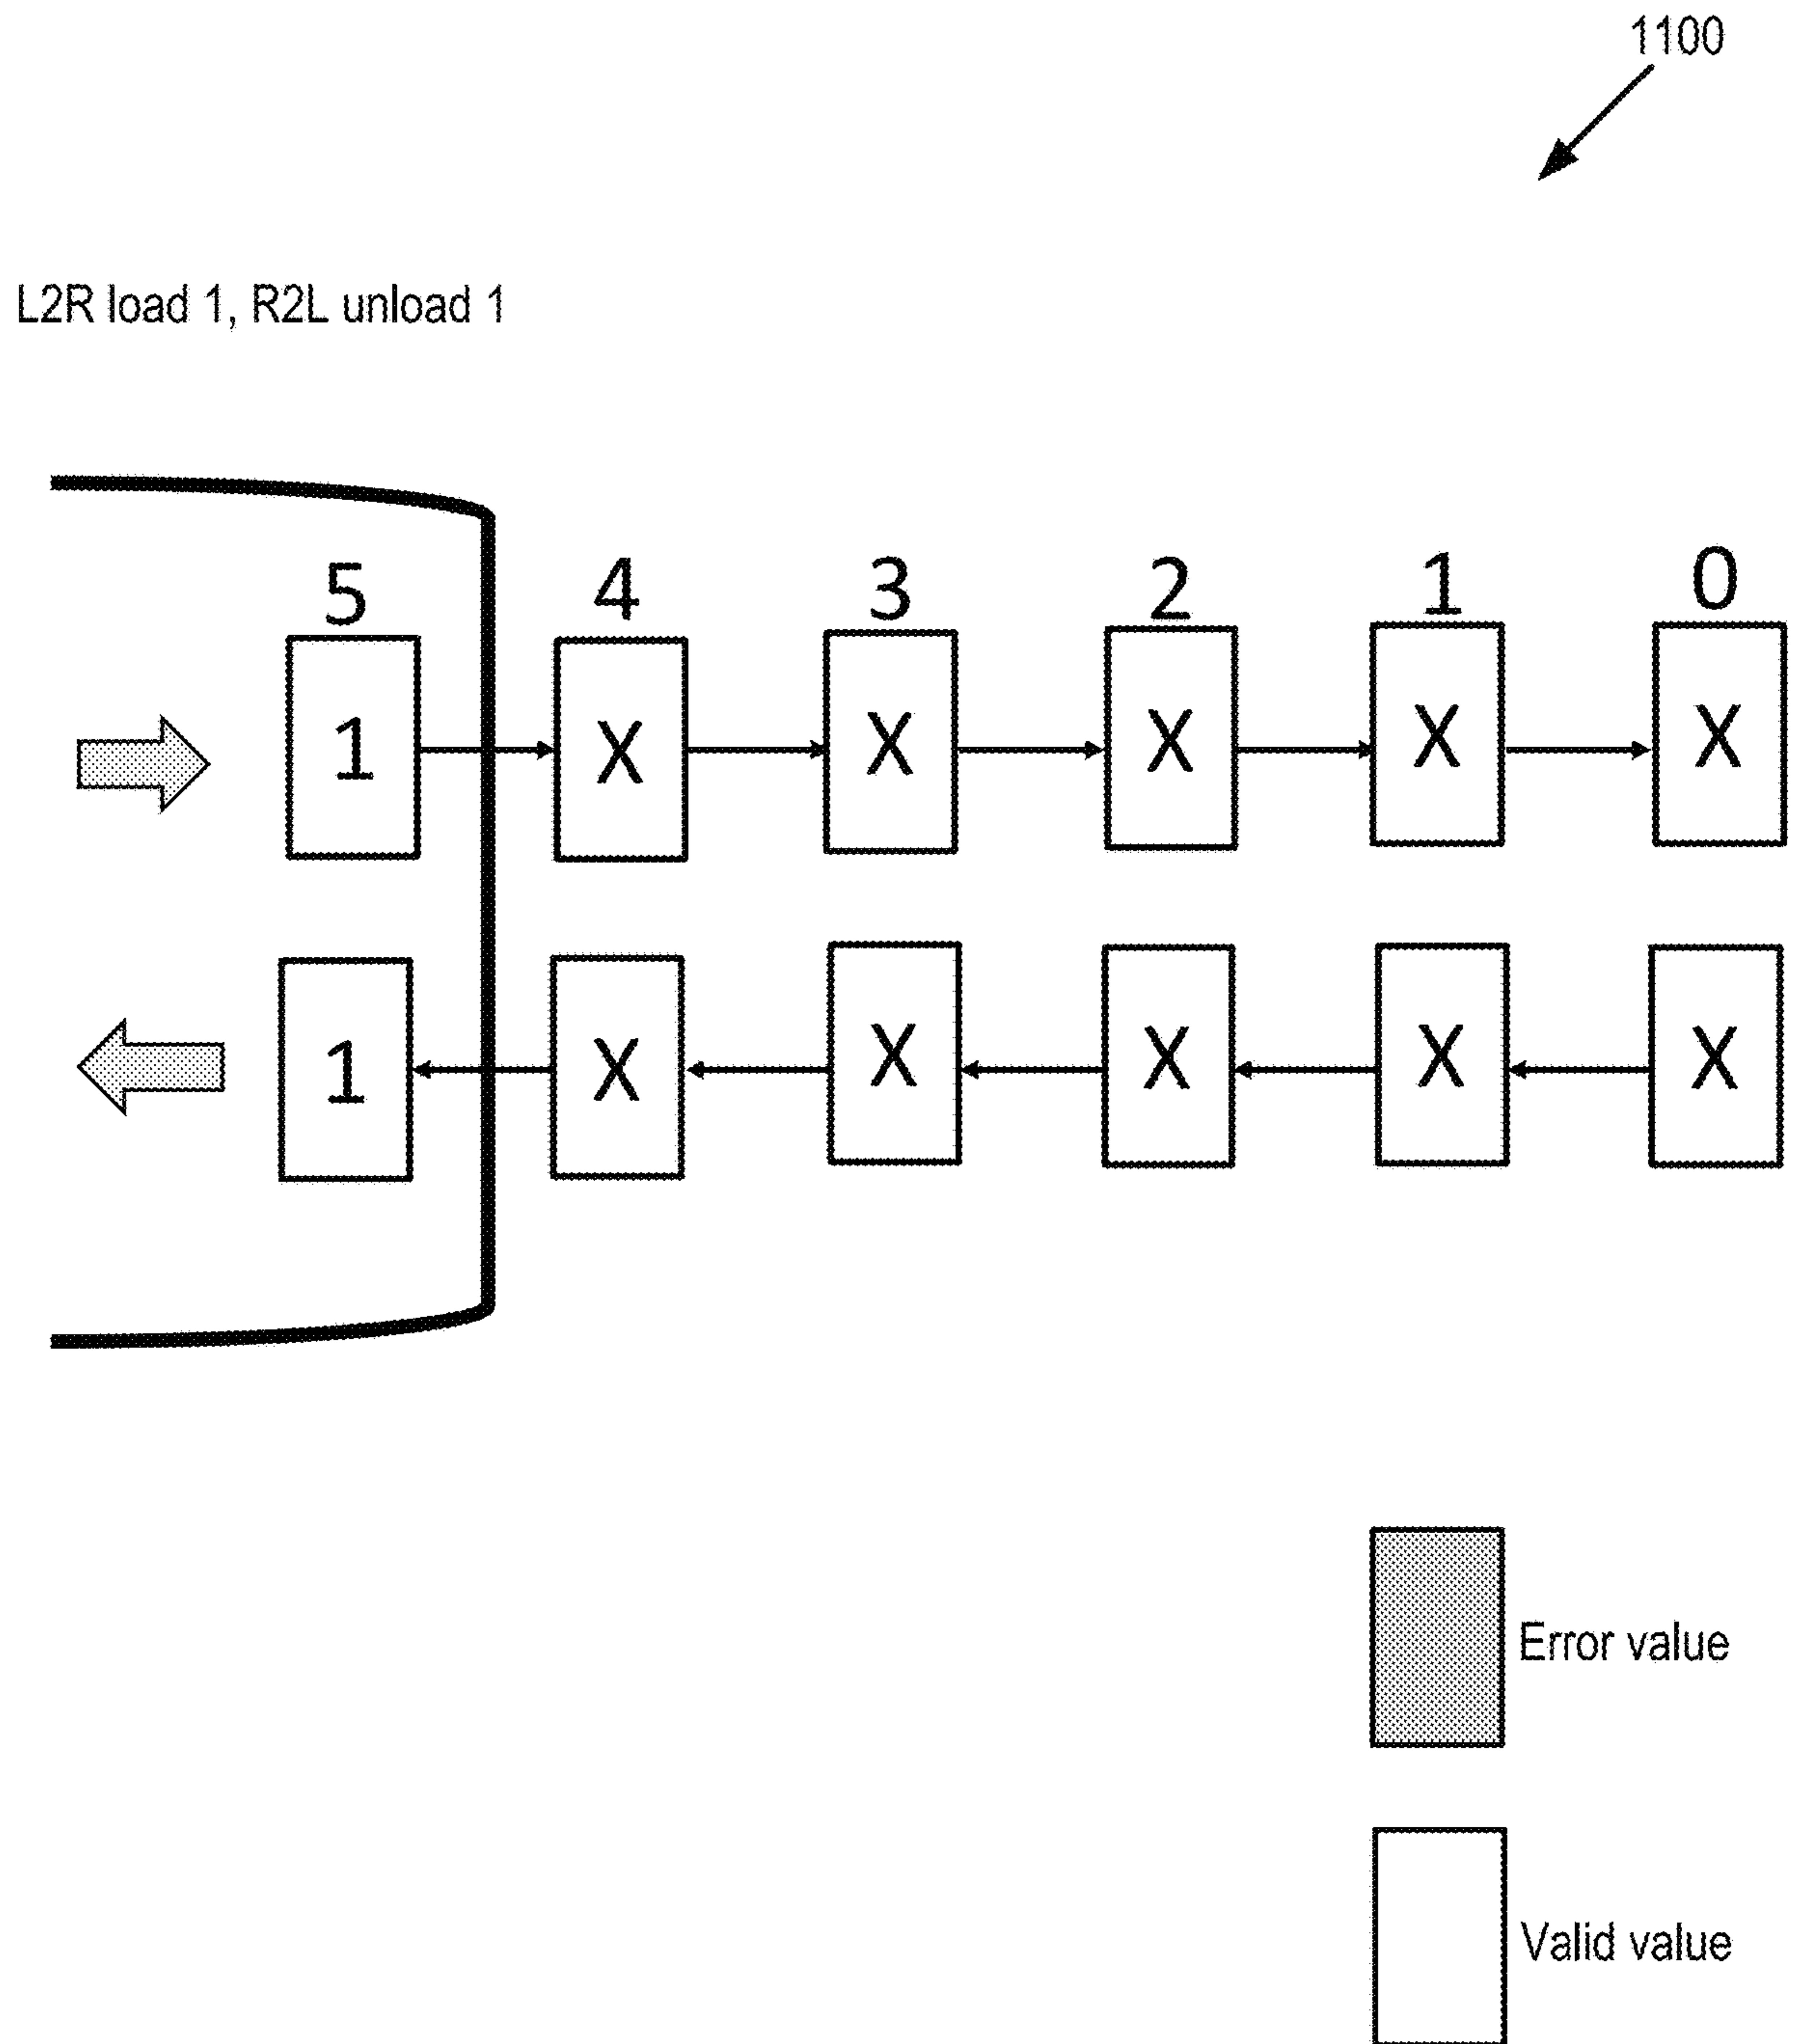 1100
L2R load 1, R2L unload 1
5 4 3 2 1 0
1 X X X X X
1 X X X X X
Error value
Valid value